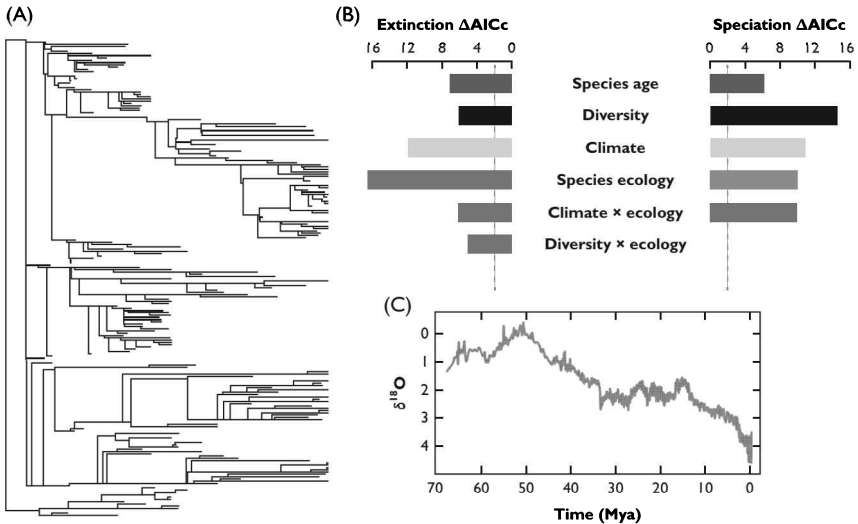 (A)
(B)
Extinction ΔAICc
Speciation ΔAICc
16 12 8 4 0
0 4 8 12 16
Species age
Diversity
Climate
Species ecology
Climate × ecology
Diversity × ecology
(C)
0
1
2
3
4
δ18O
70 60 50 40 30 20 10 0
Time (Mya)